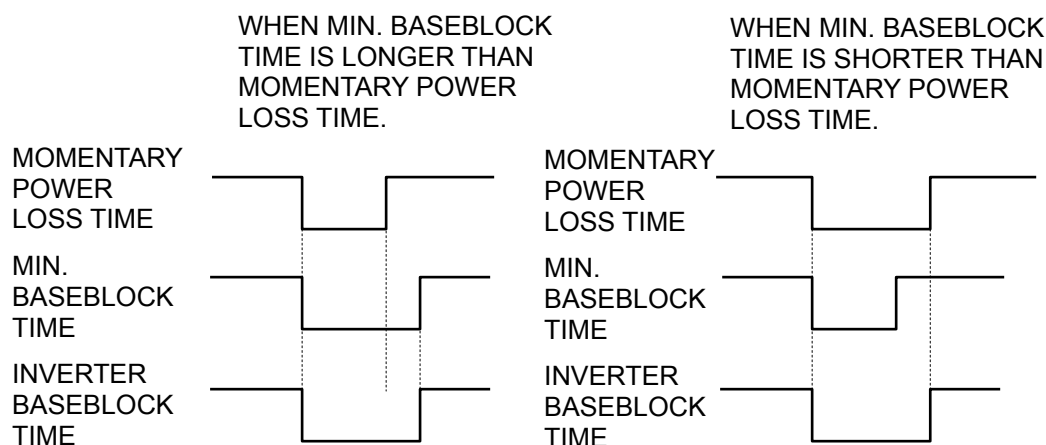 WHEN MIN. BASEBLOCK
TIME IS LONGER THAN
MOMENTARY POWER
LOSS TIME.
WHEN MIN. BASEBLOCK
TIME IS SHORTER THAN
MOMENTARY POWER
LOSS TIME.
MOMENTARY
POWER
LOSS TIME
MIN.
BASEBLOCK
TIME
INVERTER
BASEBLOCK
TIME
MOMENTARY
POWER
LOSS TIME
MIN.
BASEBLOCK
TIME
INVERTER
BASEBLOCK
TIME